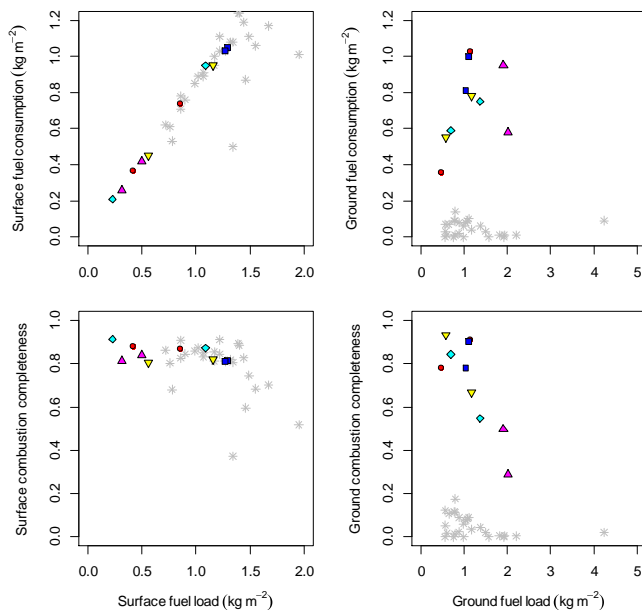 Surface fuel consumption (kg m⁻²)
0.0 0.2 0.4 0.6 0.8 1.0 1.2
0.0 0.5 1.0 1.5 2.0
Ground fuel consumption (kg m⁻²)
0.0 0.2 0.4 0.6 0.8 1.0 1.2
0 1 2 3 4 5
Surface combustion completeness
0.0 0.2 0.4 0.6 0.8 1.0
0.0 0.5 1.0 1.5 2.0
Surface fuel load (kg m⁻²)
Ground combustion completeness
0.0 0.2 0.4 0.6 0.8 1.0
0 1 2 3 4 5
Ground fuel load (kg m⁻²)